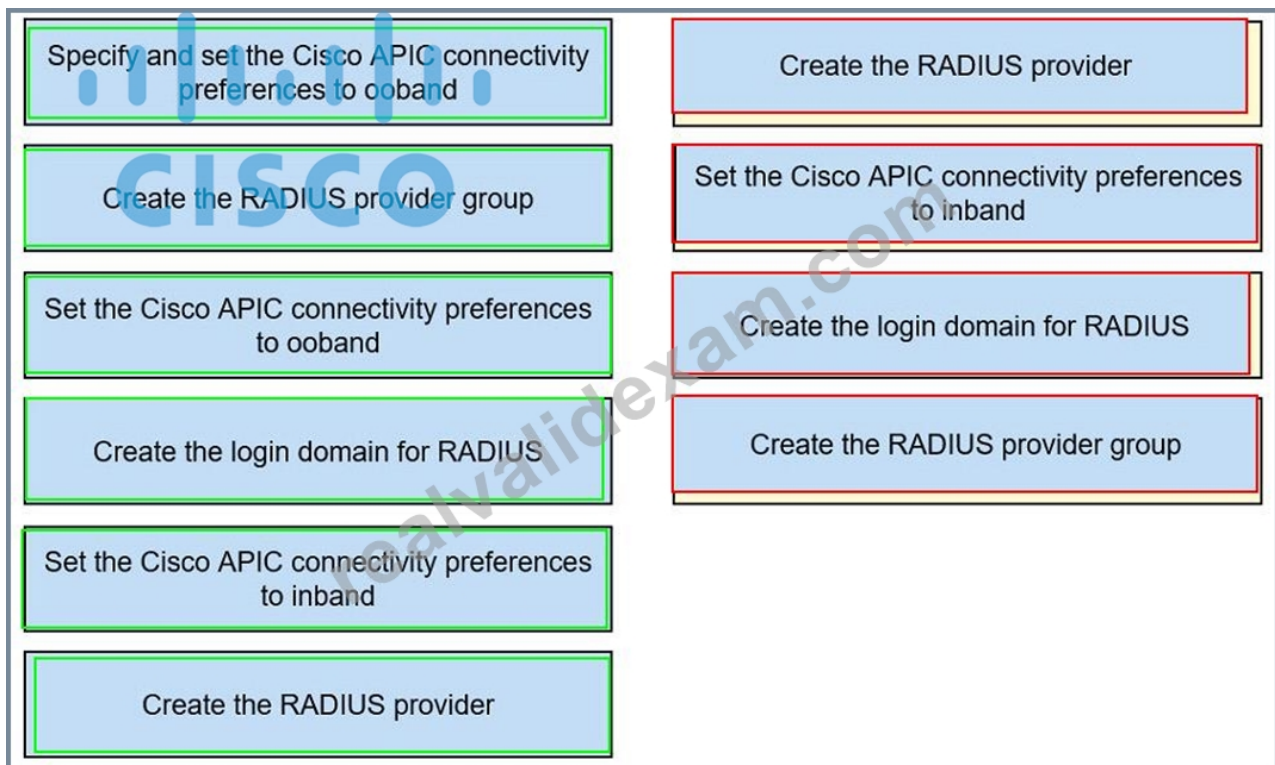 Specify and set the Cisco APIC connectivity
preferences to ooband
CISCO
Create the RADIUS provider group
Set the Cisco APIC connectivity preferences
to ooband
Create the login domain for RADIUS
Set the Cisco APIC connectivity preferences
to inband
Create the RADIUS provider
Create the RADIUS provider
Set the Cisco APIC connectivity preferences
to inband
Create the login domain for RADIUS
Create the RADIUS provider group
realvalidexam.com